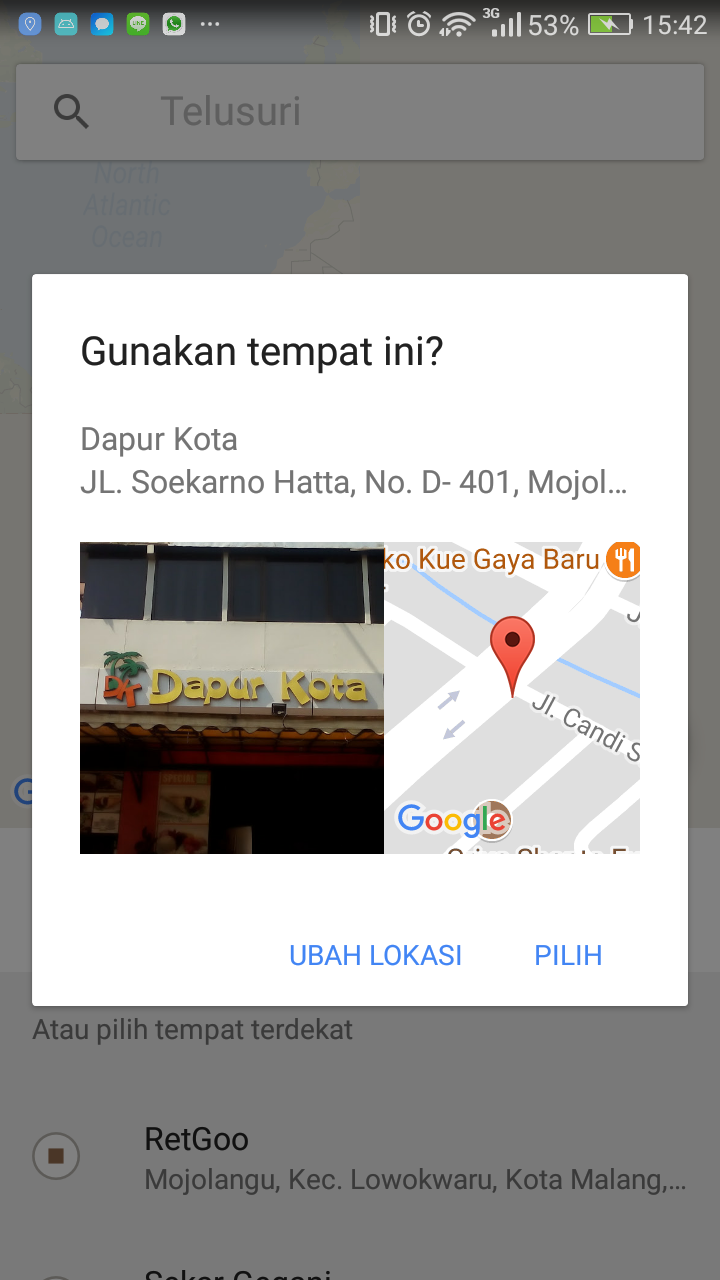 3G 53% 15:42
Telusuri
North
Atlantic
Ocean
Gunakan tempat ini?
Dapur Kota
JL. Soekarno Hatta, No. D- 401, Mojol...
ko Kue Gaya Baru
DK Dapur Kota
SPECIAL
Jl. Candi S
Google
G
UBAH LOKASI
PILIH
Atau pilih tempat terdekat
RetGoo
Mojolangu, Kec. Lowokwaru, Kota Malang,...